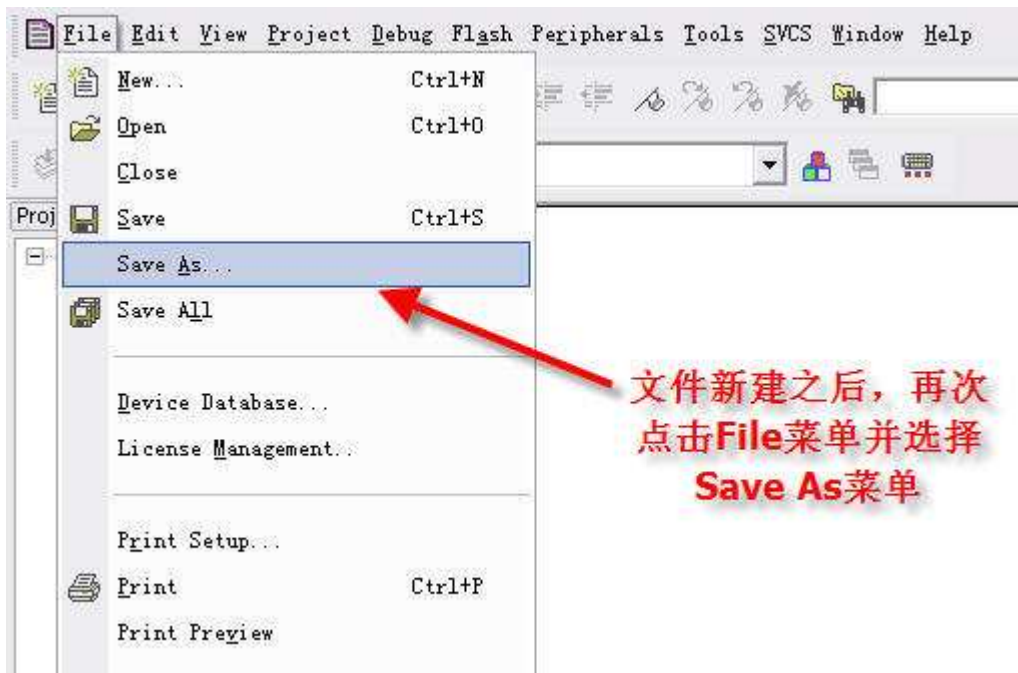 File Edit View Project Debug Flash Peripherals Tools SVCS Window Help
New... Ctrl+N
Open Ctrl+O
Close
Proj
Save Ctrl+S
Save As...
Save All
文件新建之后，再次
点击File菜单并选择
Save As菜单
Device Database...
License Management..
Print Setup...
Print Ctrl+P
Print Preview